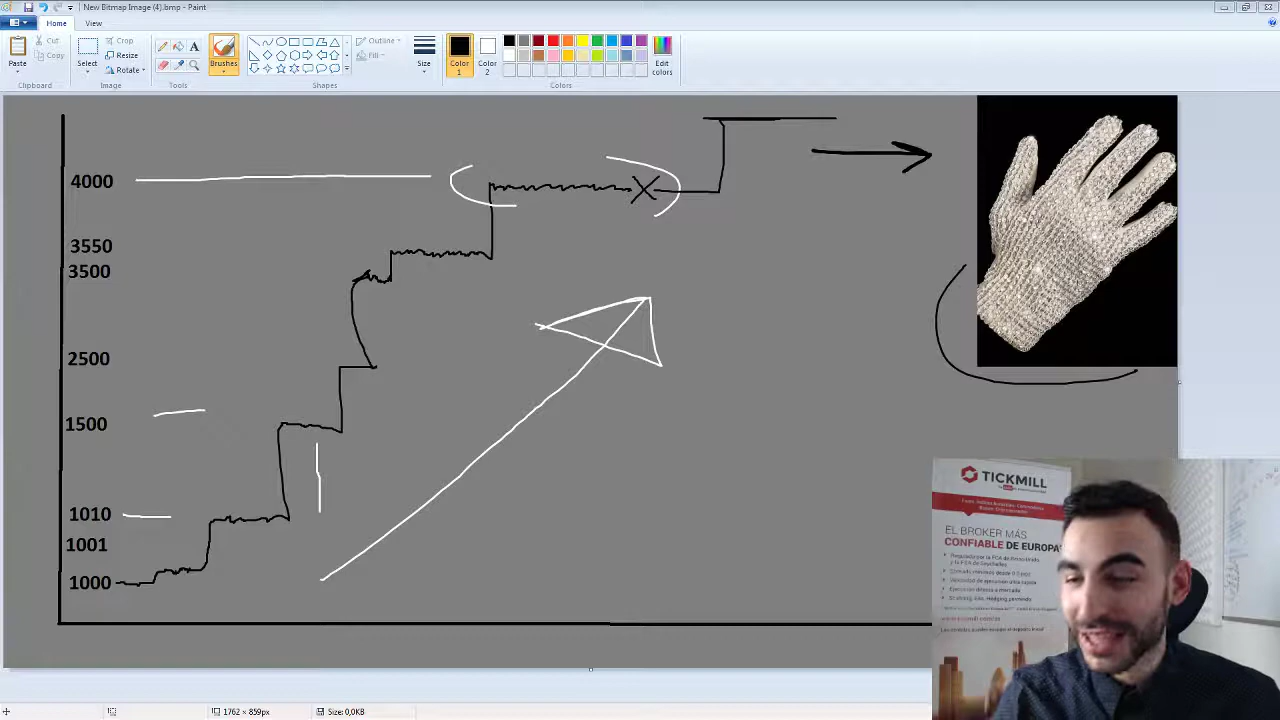 New Bitmap Image (4).bmp - Paint
Home
View
Paste
Cut
Copy
Clipboard
Select
Crop
Resize
Rotate
Image
A
Tools
Brushes
Shapes
Outline
Fill
Size
Color
1
Color
2
Edit
colors
Colors
4000
3550
3500
2500
1500
1010
1001
1000
TICKMILL
EL BROKER MÁS
CONFIABLE DE EUROPA
1762 × 859px
Size: 0,0KB